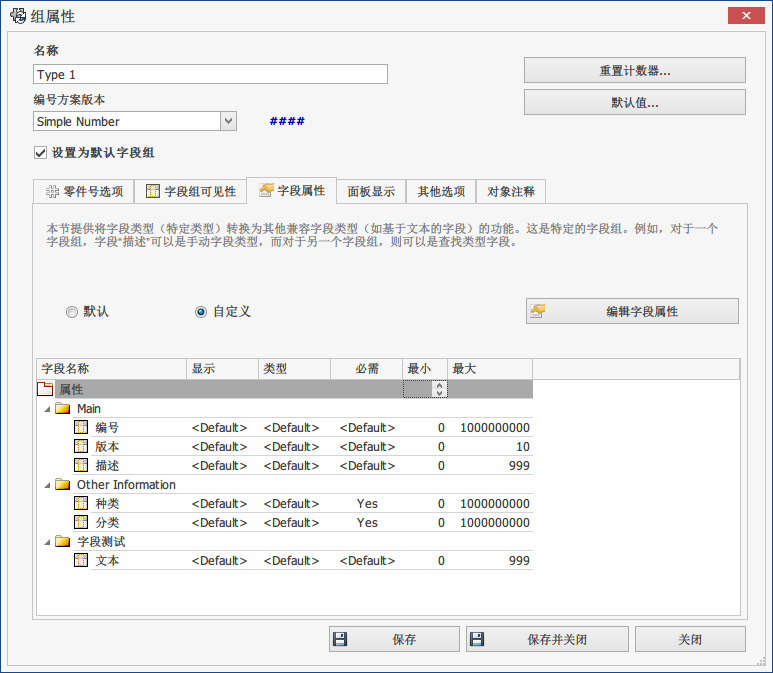 组属性
名称
Type 1
重置计数器...
编号方案版本
默认值...
Simple Number
####
设置为默认字段组
零件号选项 字段组可见性 字段属性 面板显示 其他选项 对象注释
本节提供将字段类型（特定类型）转换为其他兼容字段类型（如基于文本的字段）的功能。这是特定的字段组。例如，对于一个
字段组，字段“描述”可以是手动字段类型，而对于另一个字段组，则可以是查找类型字段。
默认 自定义 编辑字段属性
字段名称 显示 类型 必需 最小 最大
属性
Main
编号 <Default> <Default> <Default> 0 1000000000
版本 <Default> <Default> <Default> 0 10
描述 <Default> <Default> <Default> 0 999
Other Information
种类 <Default> <Default> Yes 0 1000000000
分类 <Default> <Default> Yes 0 1000000000
字段测试
文本 <Default> <Default> <Default> 0 999
保存 保存并关闭 关闭